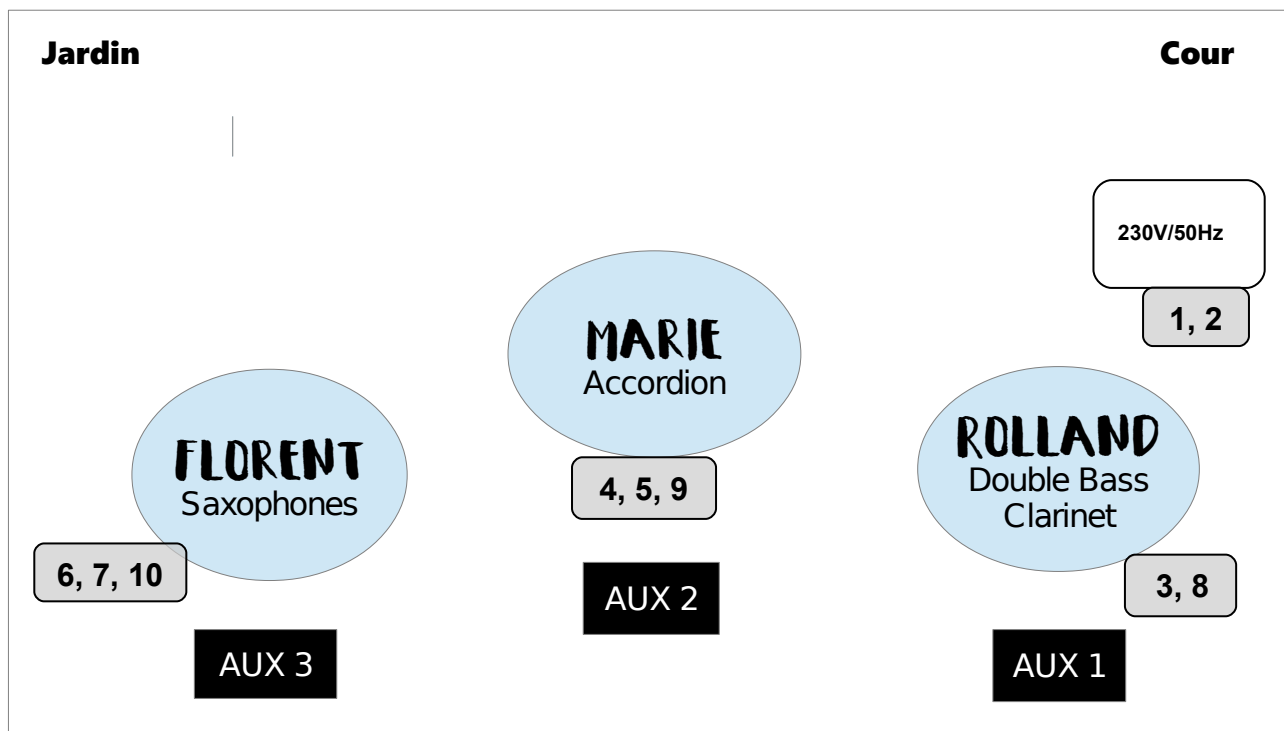 Jardin
Cour
230V/50Hz
1, 2
MARIE
Accordion
4, 5, 9
FLORENT
Saxophones
6, 7, 10
ROLLAND
Double Bass
Clarinet
3, 8
AUX 3
AUX 2
AUX 1